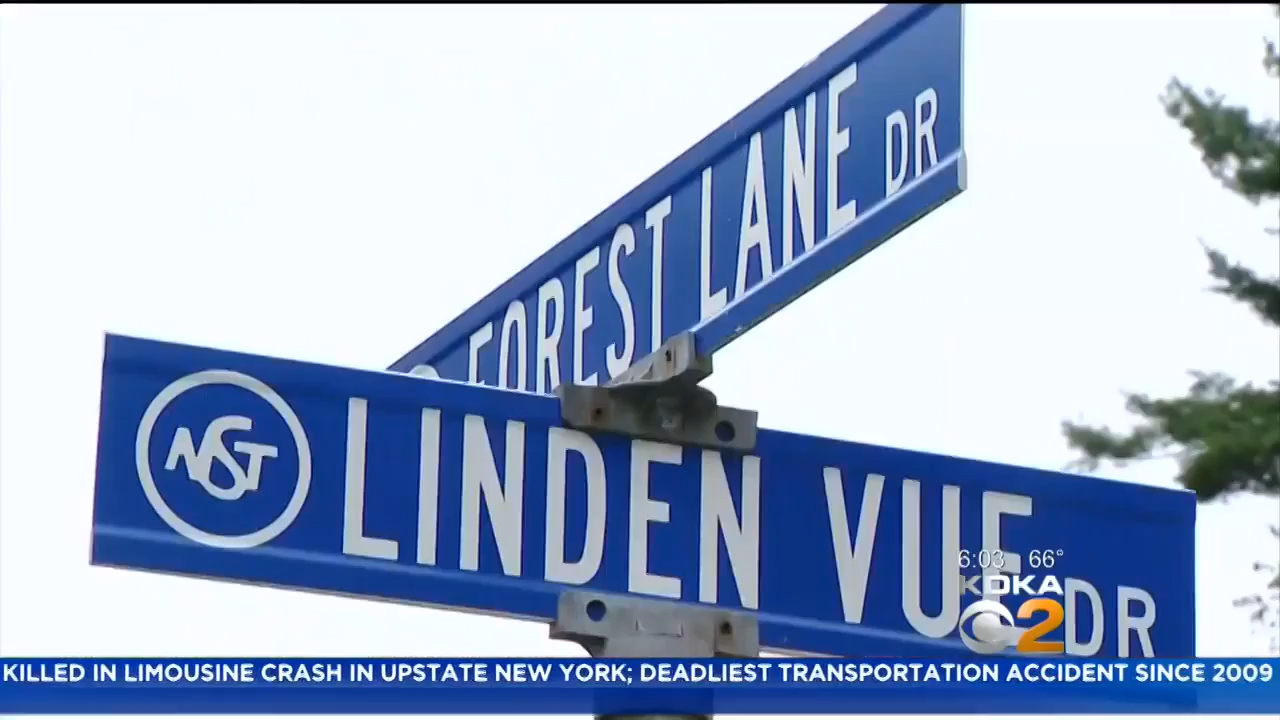 FOREST LANE DR
NST LINDEN VUE DR
6:03 66°
KDKA
2
KILLED IN LIMOUSINE CRASH IN UPSTATE NEW YORK; DEADLIEST TRANSPORTATION ACCIDENT SINCE 2009